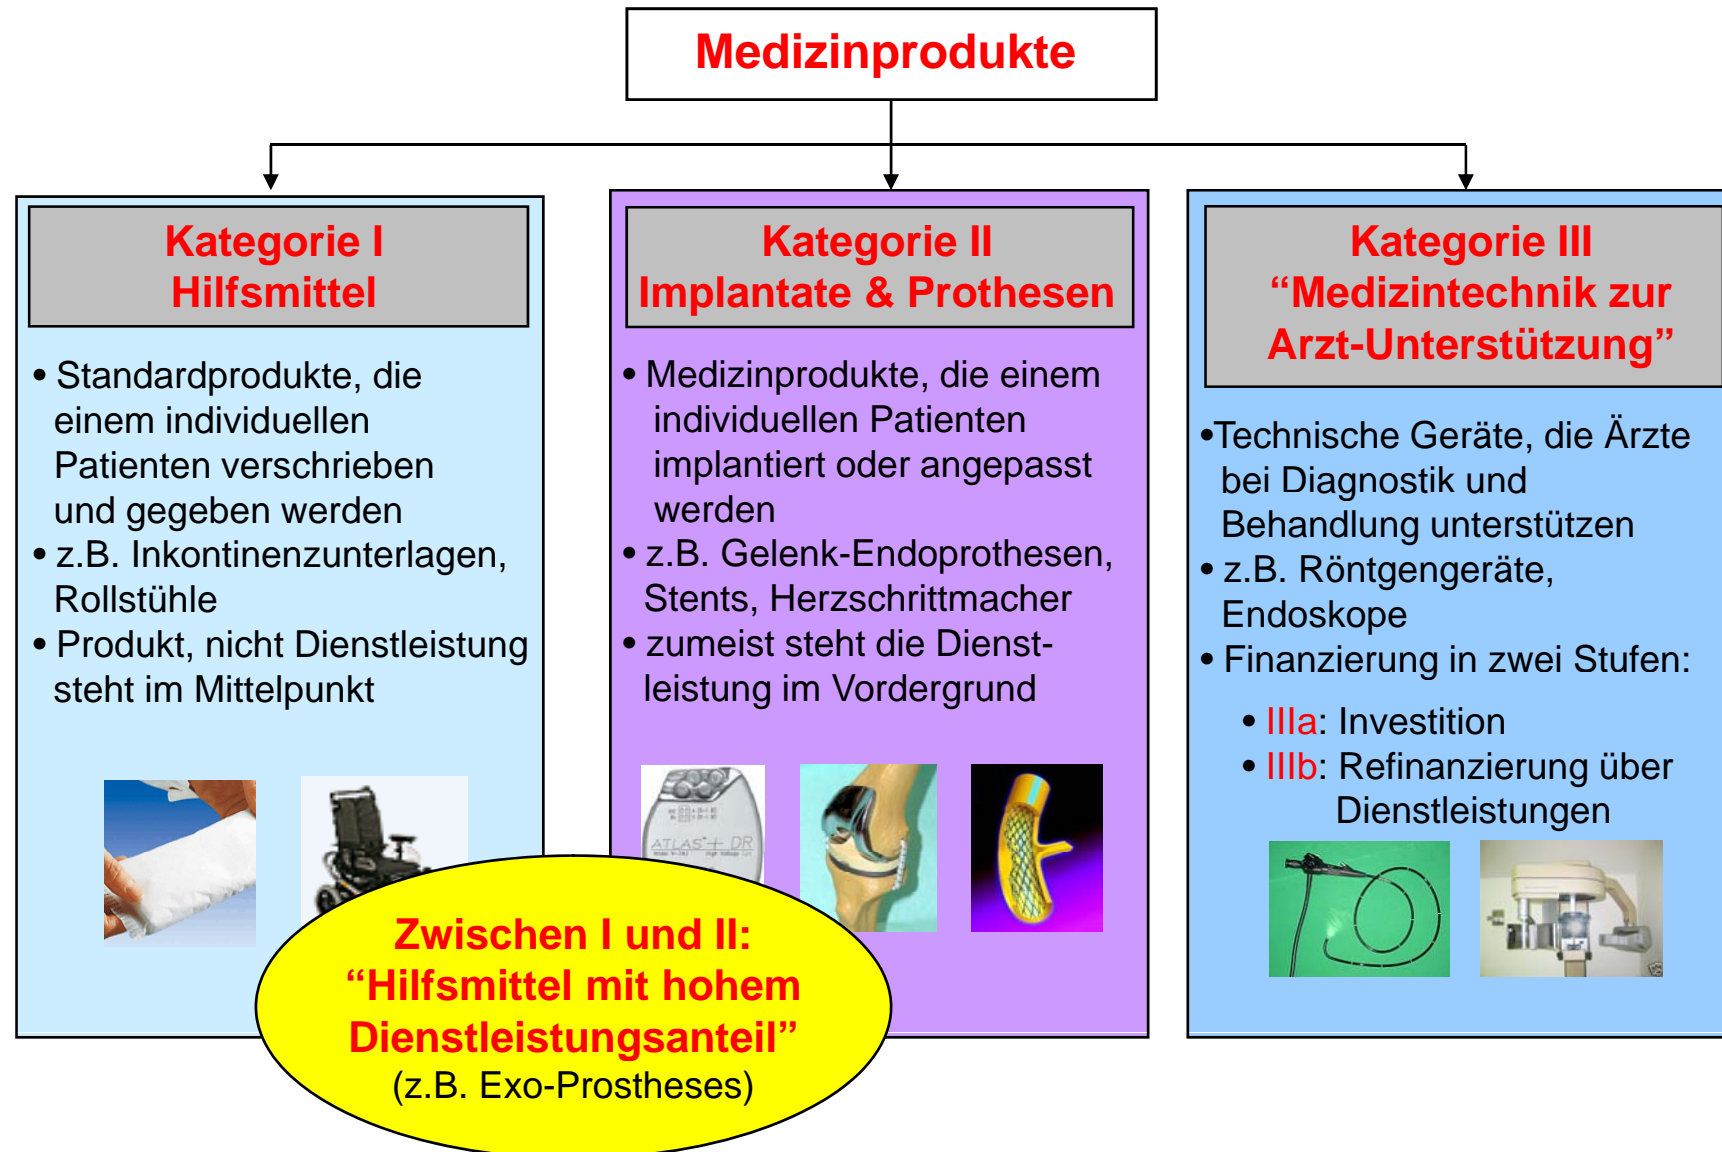 Medizinprodukte
Kategorie I
Hilfsmittel
• Standardprodukte, die
einem individuellen
Patienten verschrieben
und gegeben werden
• z.B. Inkontinenzunterlagen,
Rollstühle
• Produkt, nicht Dienstleistung
steht im Mittelpunkt
Kategorie II
Implantate & Prothesen
• Medizinprodukte, die einem
individuellen Patienten
implantiert oder angepasst
werden
• z.B. Gelenk-Endoprothesen,
Stents, Herzschrittmacher
• zumeist steht die Dienst-
leistung im Vordergrund
ATLAS+ DR
Kategorie III
“Medizintechnik zur
Arzt-Unterstützung”
•Technische Geräte, die Ärzte
bei Diagnostik und
Behandlung unterstützen
• z.B. Röntgengeräte,
Endoskope
• Finanzierung in zwei Stufen:
• IIIa: Investition
• IIIb: Refinanzierung über
Dienstleistungen
Zwischen I und II:
“Hilfsmittel mit hohem
Dienstleistungsanteil”
(z.B. Exo-Prostheses)